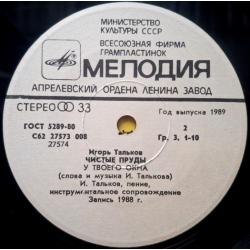 МИНИСТЕРСТВО
КУЛЬТУРЫ СССР
ВСЕСОЮЗНАЯ ФИРМА
ГРАМПЛАСТИНОК
МЕЛОДИЯ
АПРЕЛЕВСКИЙ ОРДЕНА ЛЕНИНА ЗАВОД
СТЕРЕО 33
Год выпуска 1989
ГОСТ 5289-80
2
С62 27573 008
Гр. 3, 1-10
27574
Игорь Тальков
ЧИСТЫЕ ПРУДЫ
У ТВОЕГО ОКНА
(слова и музыка И. Талькова)
И. Тальков, пение,
инструментальное сопровождение
Запись 1988 г.